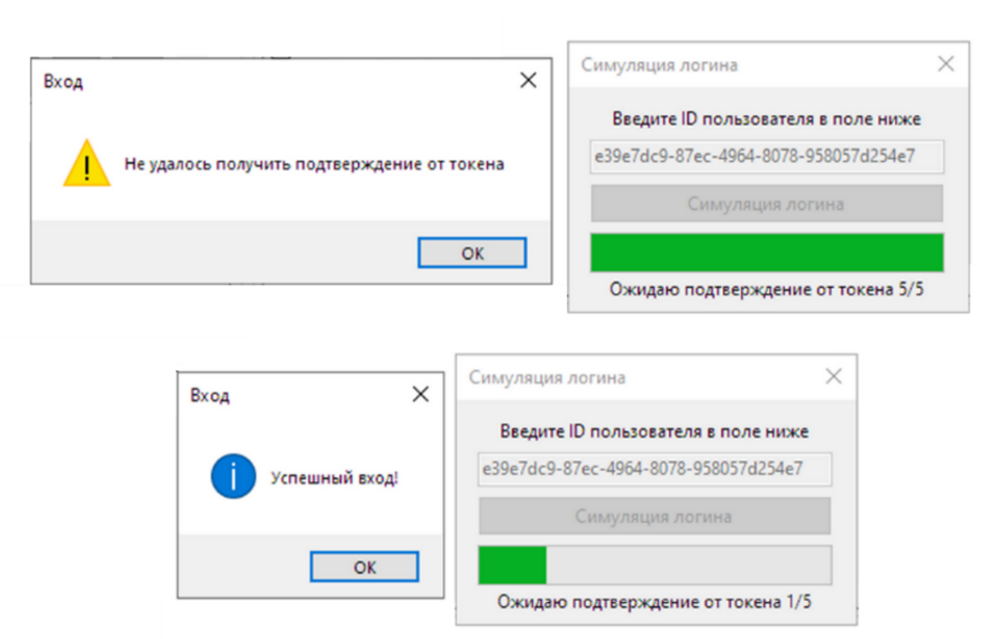 Вход
Не удалось получить подтверждение от токена
ОК
Симуляция логина
Введите ID пользователя в поле ниже
e39e7dc9-87ec-4964-8078-958057d254e7
Симуляция логина
Ожидаю подтверждение от токена 5/5
Вход
Успешный вход!
ОК
Симуляция логина
Введите ID пользователя в поле ниже
e39e7dc9-87ec-4964-8078-958057d254e7
Симуляция логина
Ожидаю подтверждение от токена 1/5